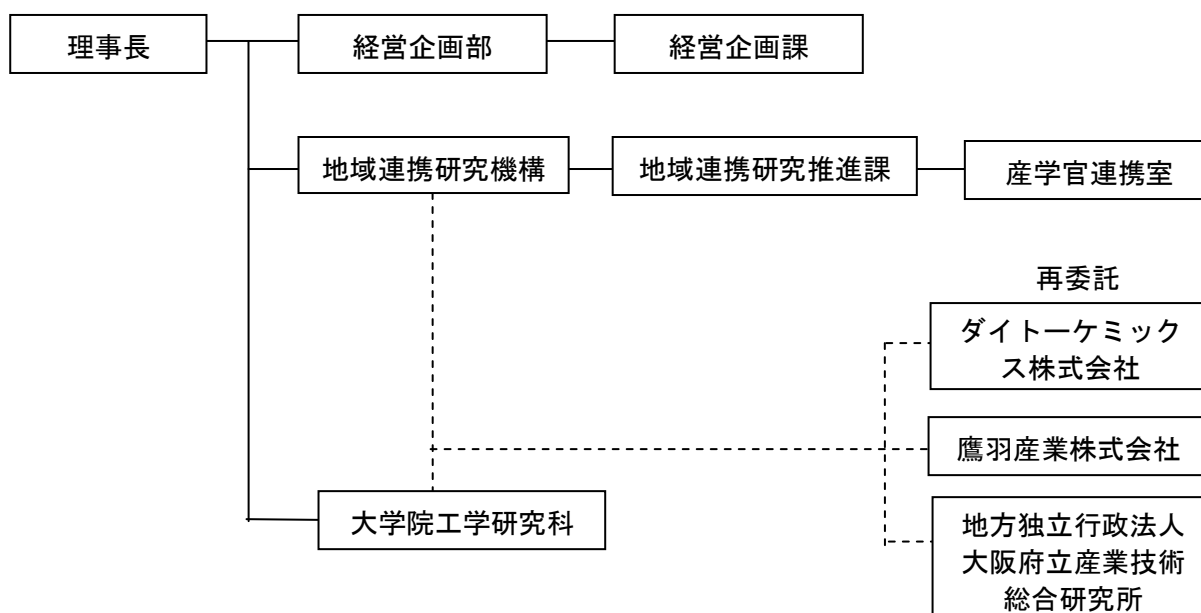 理事長
経営企画部
経営企画課
地域連携研究機構
地域連携研究推進課
産学官連携室
再委託
ダイトーケミック
ス株式会社
鷹羽産業株式会社
大学院工学研究科
地方独立行政法人
大阪府立産業技術
総合研究所